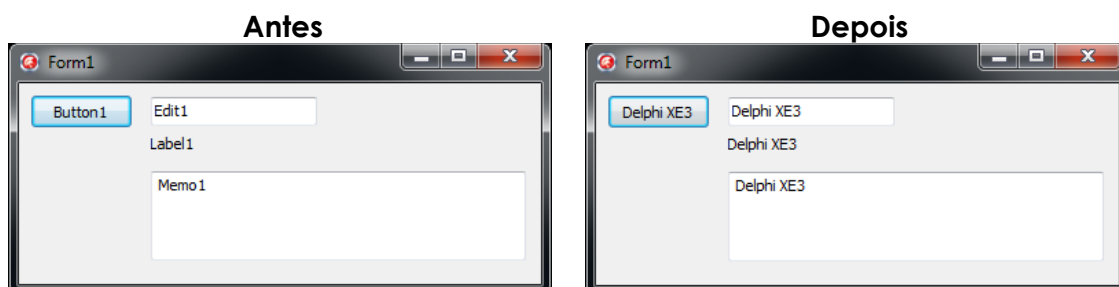 Antes
Form1
Button1
Edit1
Label1
Memo1
Depois
Form1
Delphi XE3
Delphi XE3
Delphi XE3
Delphi XE3